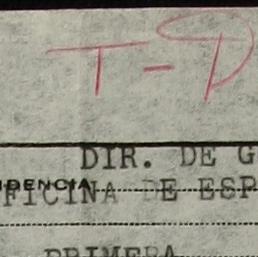 T-D
DIR. DE G
DENCIA
FICINA DE ESP
PRIMERA